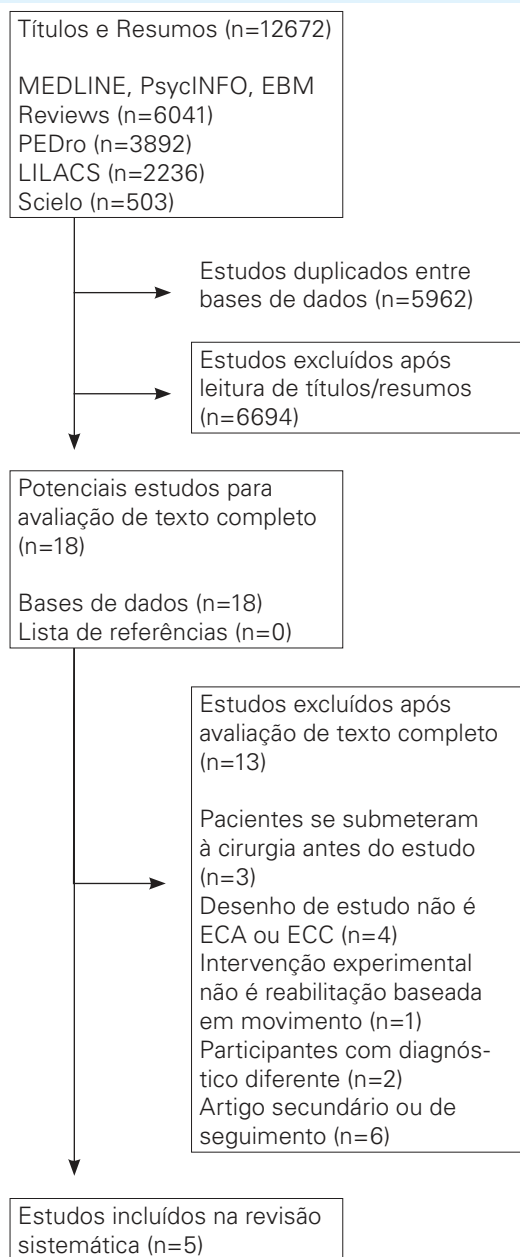 Títulos e Resumos (n=12672)
MEDLINE, PsycINFO, EBM
Reviews (n=6041)
PEDro (n=3892)
LILACS (n=2236)
Scielo (n=503)
Estudos duplicados entre
bases de dados (n=5962)
Estudos excluídos após
leitura de títulos/resumos
(n=6694)
Potenciais estudos para
avaliação de texto completo
(n=18)
Bases de dados (n=18)
Lista de referências (n=0)
Estudos excluídos após
avaliação de texto completo
(n=13)
Pacientes se submeteram
à cirurgia antes do estudo
(n=3)
Desenho de estudo não é
ECA ou ECC (n=4)
Intervenção experimental
não é reabilitação baseada
em movimento (n=1)
Participantes com diagnós-
tico diferente (n=2)
Artigo secundário ou de
seguimento (n=6)
Estudos incluídos na revisão
sistemática (n=5)